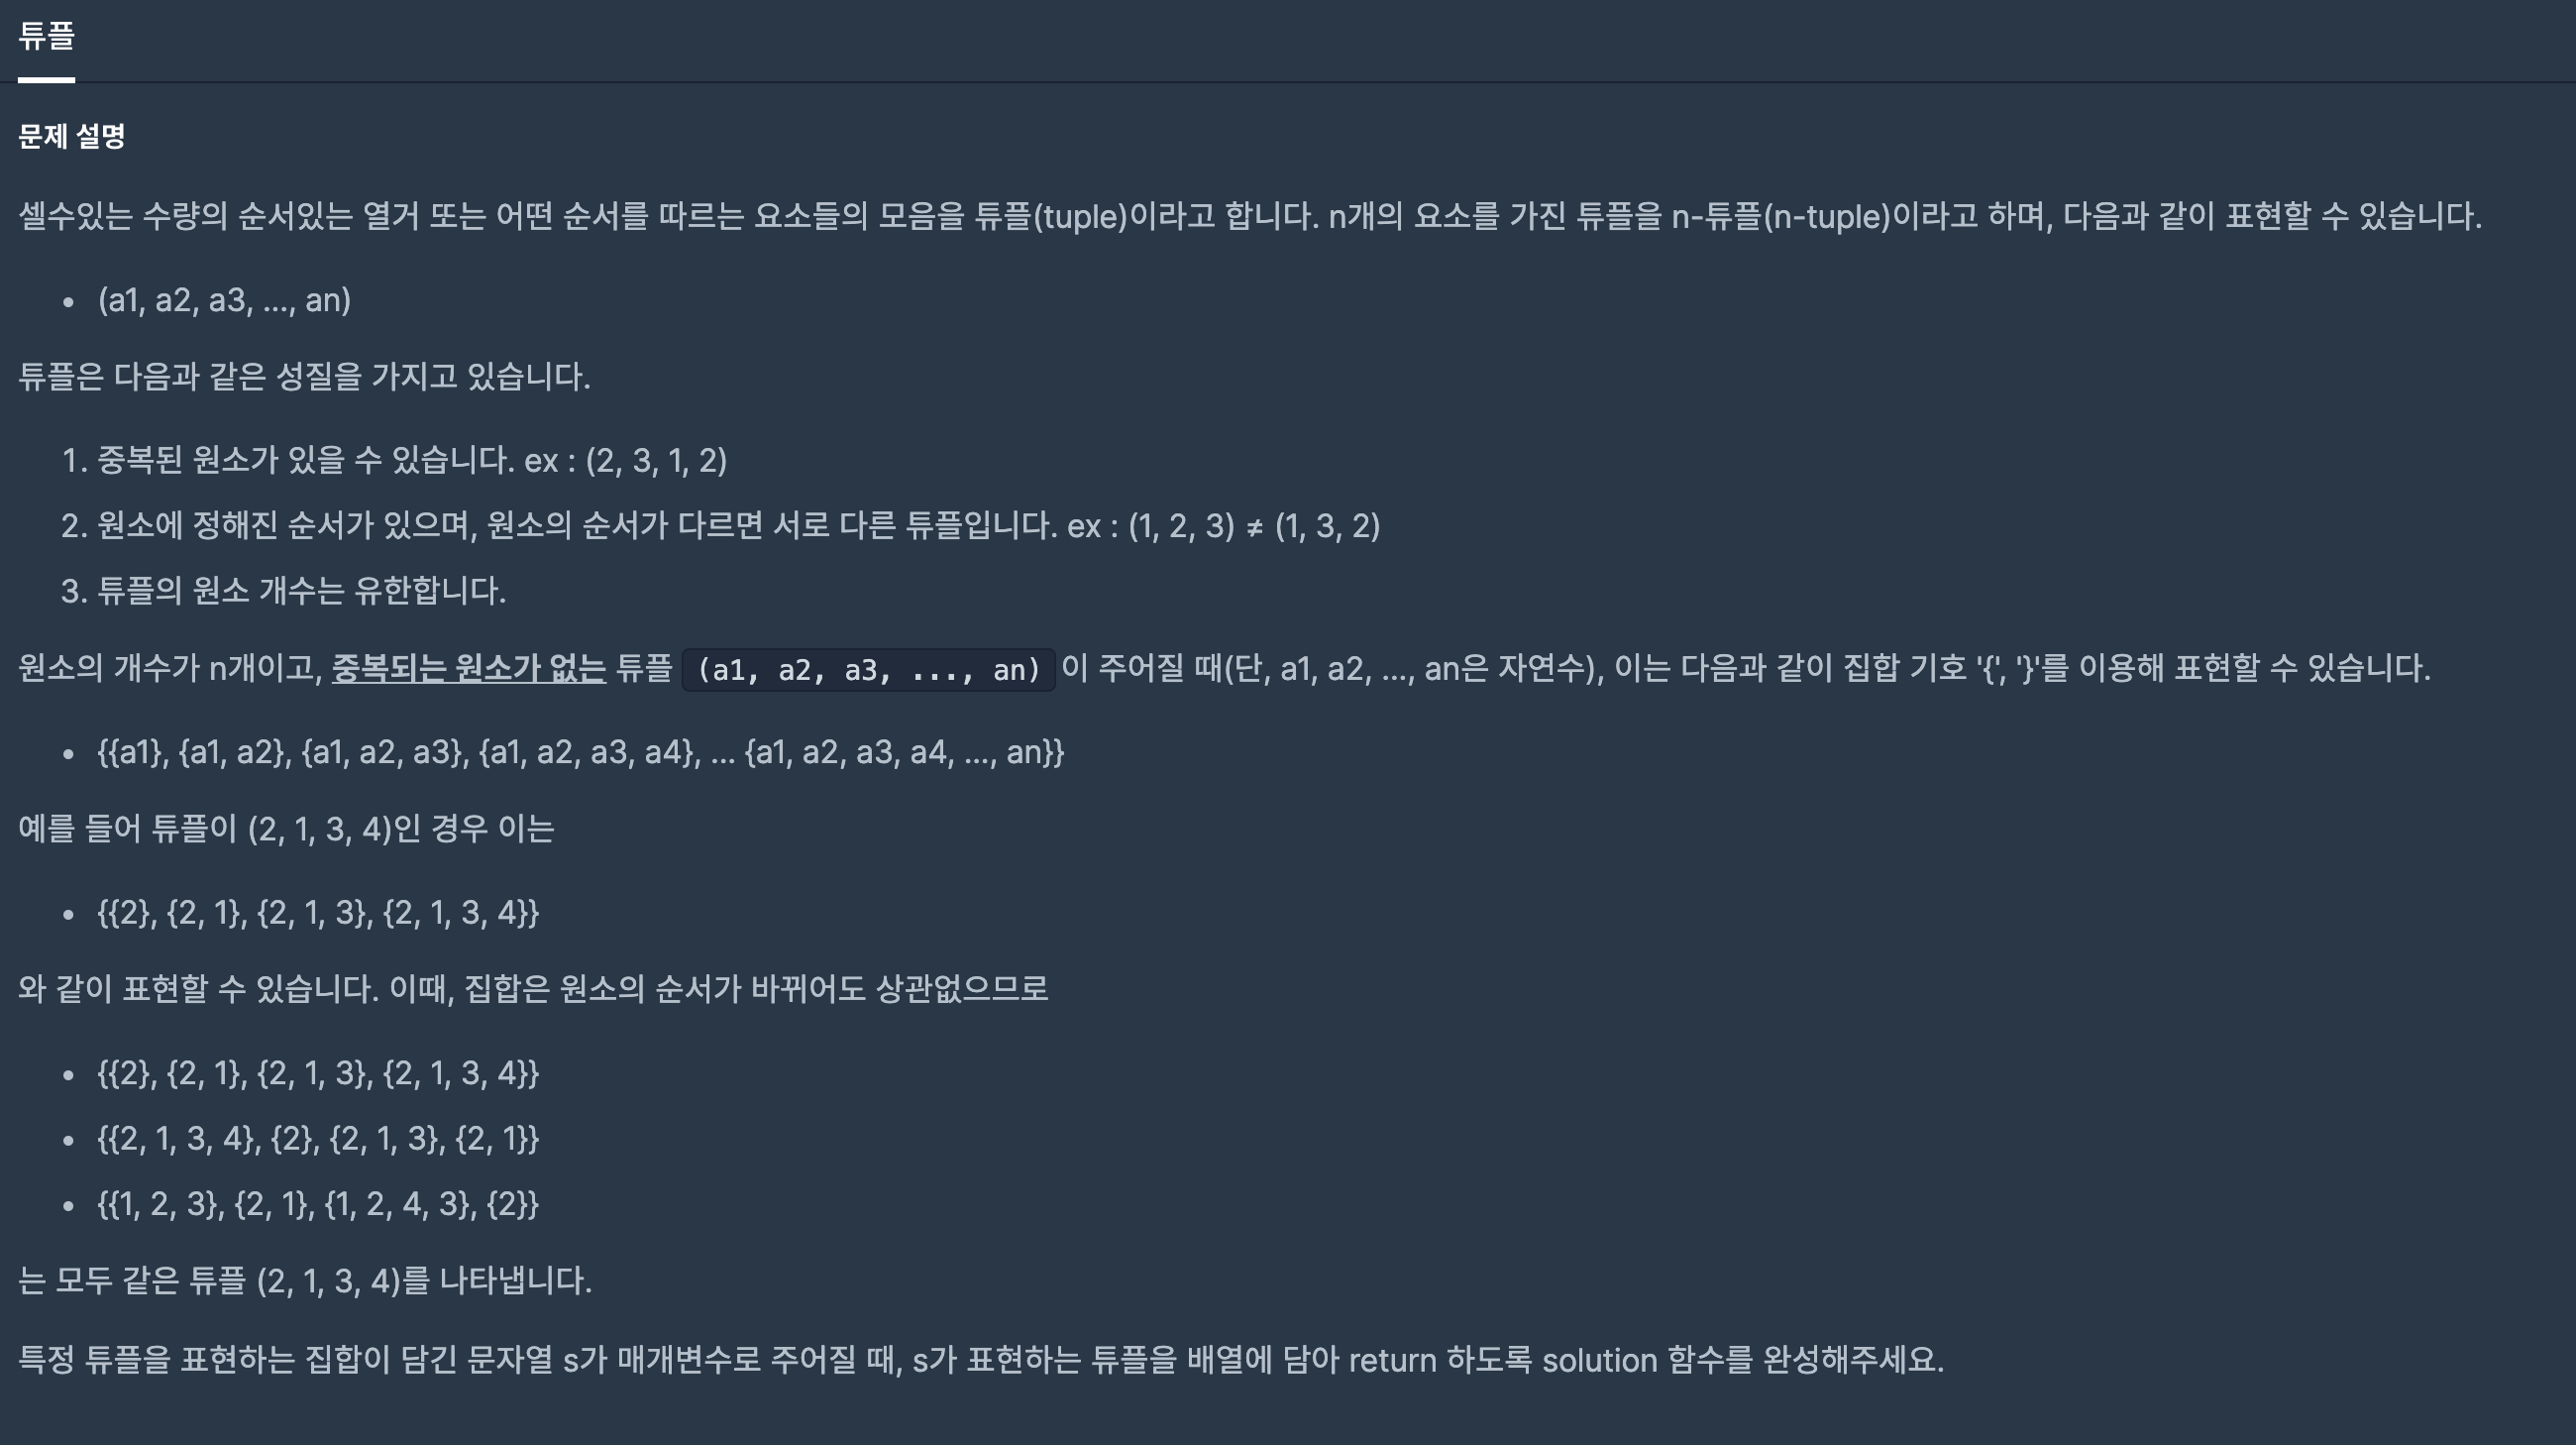 튜플
문제 설명
셀수있는 수량의 순서있는 열거 또는 어떤 순서를 따르는 요소들의 모음을 튜플(tuple)이라고 합니다. n개의 요소를 가진 튜플을 n-튜플(n-tuple)이라고 하며, 다음과 같이 표현할 수 있습니다.
• (a1, a2, a3, ..., an)
튜플은 다음과 같은 성질을 가지고 있습니다.
1. 중복된 원소가 있을 수 있습니다. ex : (2, 3, 1, 2)
2. 원소에 정해진 순서가 있으며, 원소의 순서가 다르면 서로 다른 튜플입니다. ex : (1, 2, 3) ≠ (1, 3, 2)
3. 튜플의 원소 개수는 유한합니다.
원소의 개수가 n개이고, 중복되는 원소가 없는 튜플 (a1, a2, a3, ..., an) 이 주어질 때(단, a1, a2, ..., an은 자연수), 이는 다음과 같이 집합 기호 '{', '}'를 이용해 표현할 수 있습니다.
• {{a1}, {a1, a2}, {a1, a2, a3}, {a1, a2, a3, a4}, ... {a1, a2, a3, a4, ..., an}}
예를 들어 튜플이 (2, 1, 3, 4)인 경우 이는
• {{2}, {2, 1}, {2, 1, 3}, {2, 1, 3, 4}}
와 같이 표현할 수 있습니다. 이때, 집합은 원소의 순서가 바뀌어도 상관없으므로
• {{2}, {2, 1}, {2, 1, 3}, {2, 1, 3, 4}}
• {{2, 1, 3, 4}, {2}, {2, 1, 3}, {2, 1}}
• {{1, 2, 3}, {2, 1}, {1, 2, 4, 3}, {2}}
는 모두 같은 튜플 (2, 1, 3, 4)를 나타냅니다.
특정 튜플을 표현하는 집합이 담긴 문자열 s가 매개변수로 주어질 때, s가 표현하는 튜플을 배열에 담아 return 하도록 solution 함수를 완성해주세요.